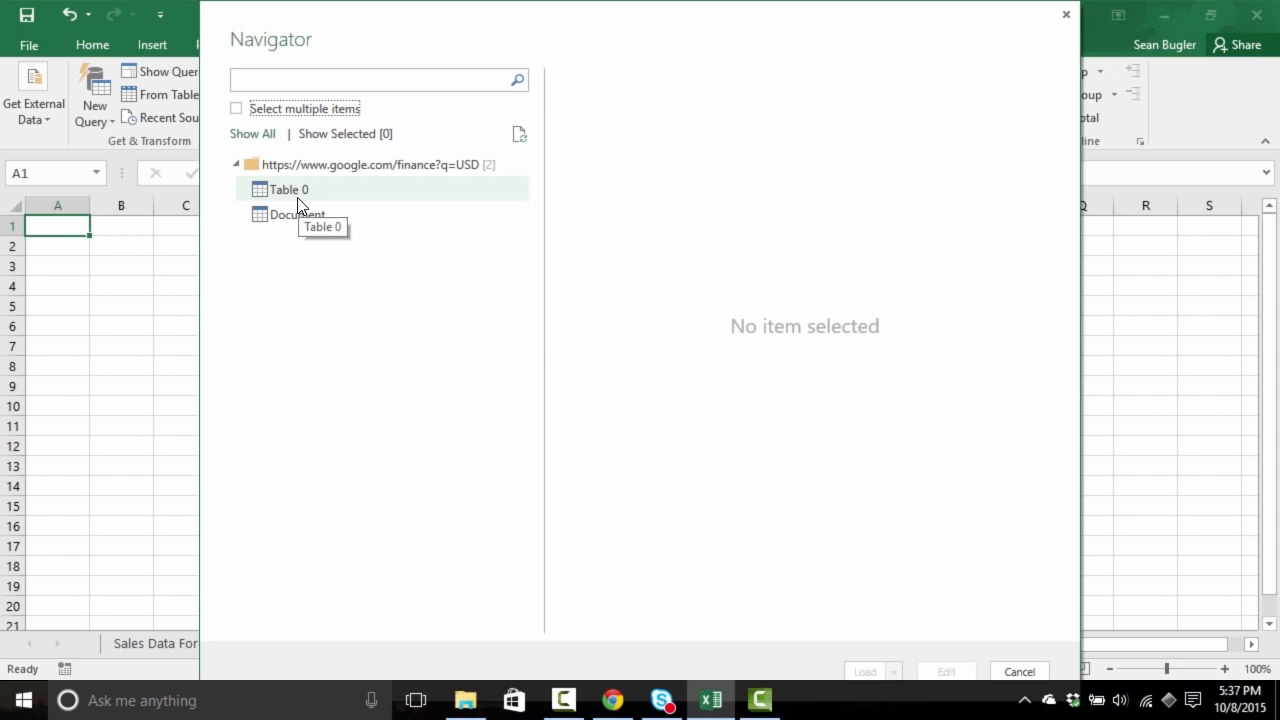 Navigator
Sean Bugler
Share
File
Home
Insert
Get External
Data
New
Query
Show Quer
From Table
Recent Sou
Get & Transform
Select multiple items
Show All | Show Selected [0]
https://www.google.com/finance?q=USD [2]
Table 0
Document
Table 0
No item selected
p
oup
otal
line
A1
A
B
C
Q
R
S
1
2
3
4
5
6
7
8
9
10
11
12
13
14
15
16
17
18
19
20
21
Sales Data For
Load
Edit
Cancel
Ready
100%
Ask me anything
5:37 PM
10/8/2015